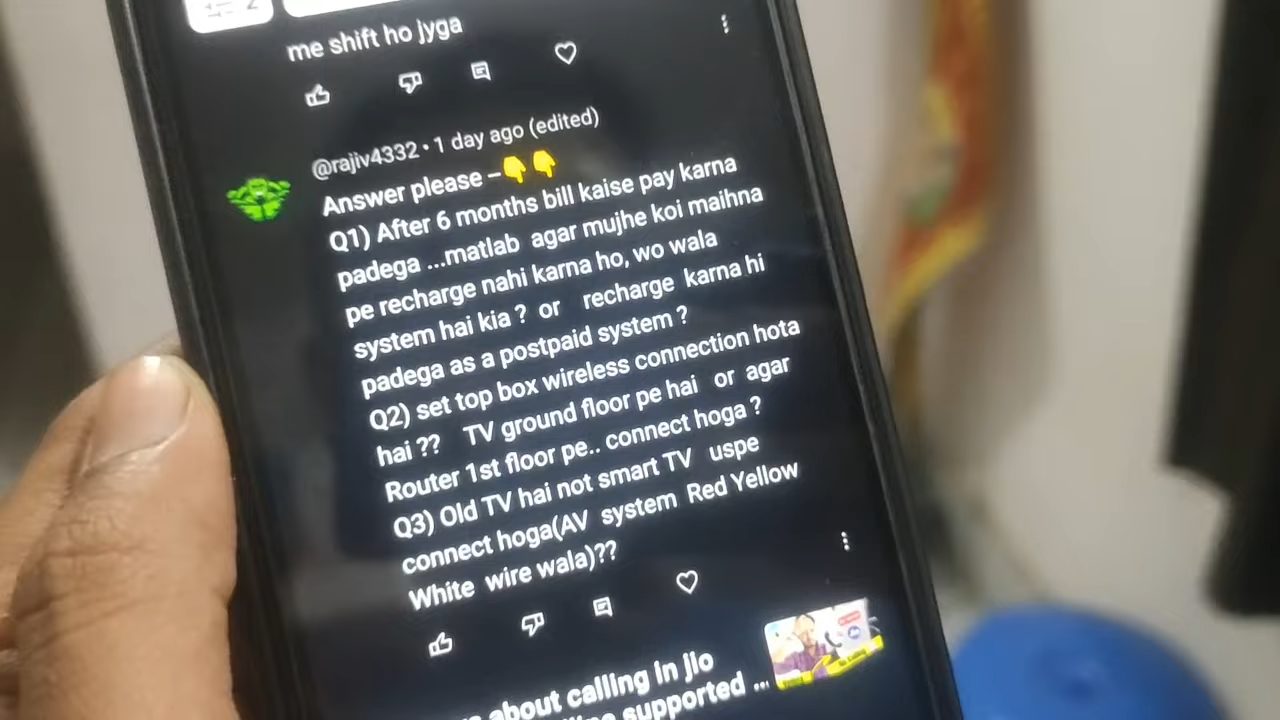 me shift ho jyga
@rajiv4332 • 1 day ago (edited)
Answer please –👇👇
Q1) After 6 months bill kaise pay karna
padega ...matlab agar mujhe koi maihna
pe recharge nahi karna ho, wo wala
system hai kia ? or recharge karna hi
padega as a postpaid system ?
Q2) set top box wireless connection hota
hai ?? TV ground floor pe hai or agar
Router 1st floor pe.. connect hoga ?
Q3) Old TV hai not smart TV uspe
connect hoga(AV system Red Yellow
White wire wala)??
about calling in jio
supported ...